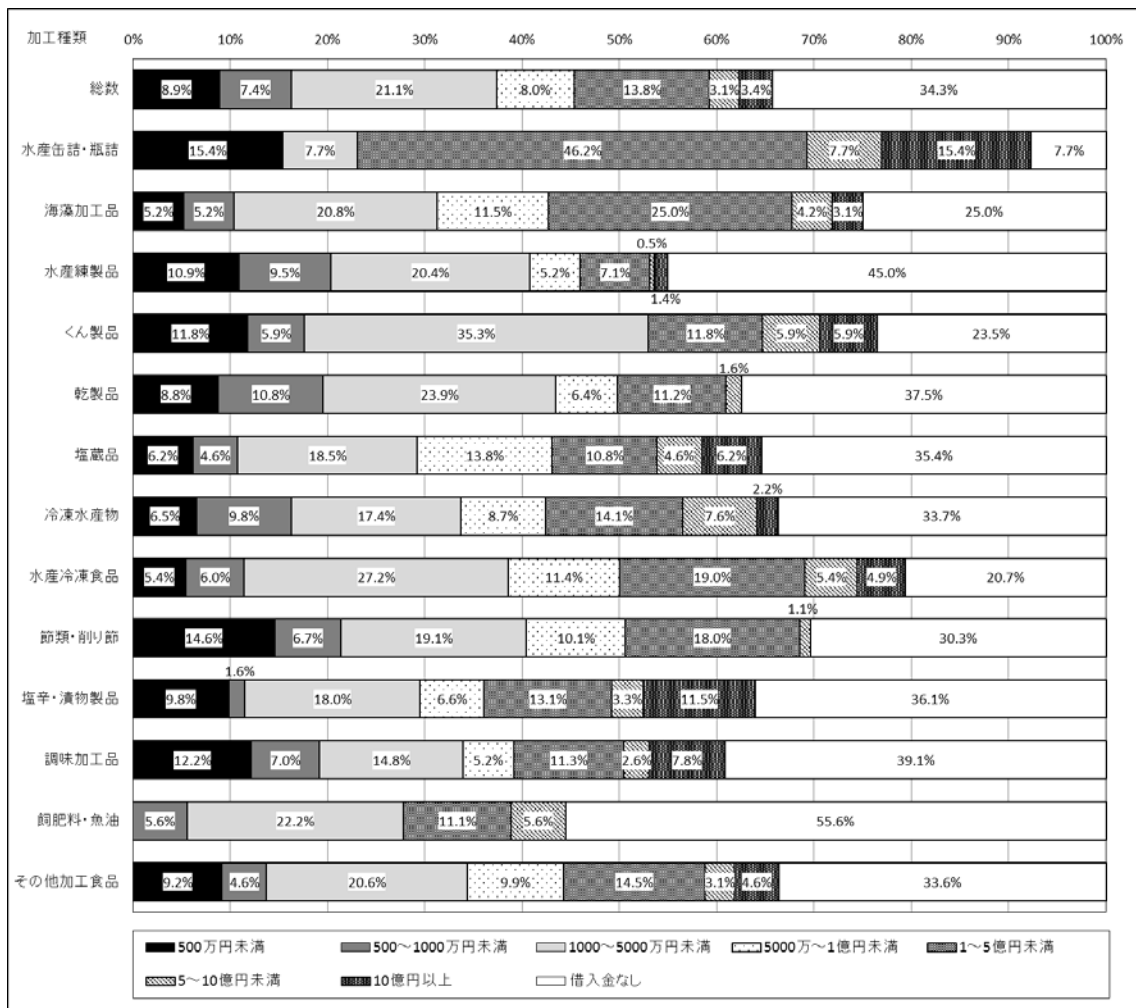 加工種類 0% 10% 20% 30% 40% 50% 60% 70% 80% 90% 100%
総数 8.9% 7.4% 21.1% 8.0% 13.8% 3.1% 3.4% 34.3%
水産缶詰・瓶詰 15.4% 7.7% 46.2% 7.7% 15.4% 7.7%
海藻加工品 5.2% 5.2% 20.8% 11.5% 25.0% 4.2% 3.1% 25.0%
0.5%
水産練製品 10.9% 9.5% 20.4% 5.2% 7.1% 45.0%
1.4%
くん製品 11.8% 5.9% 35.3% 11.8% 5.9% 5.9% 23.5%
1.6%
乾製品 8.8% 10.8% 23.9% 6.4% 11.2% 37.5%
塩蔵品 6.2% 4.6% 18.5% 13.8% 10.8% 4.6% 6.2% 35.4%
2.2%
冷凍水産物 6.5% 9.8% 17.4% 8.7% 14.1% 7.6% 33.7%
水産冷凍食品 5.4% 6.0% 27.2% 11.4% 19.0% 5.4% 4.9% 20.7%
1.1%
節類・削り節 14.6% 6.7% 19.1% 10.1% 18.0% 30.3%
1.6%
塩辛・漬物製品 9.8% 18.0% 6.6% 13.1% 3.3% 11.5% 36.1%
調味加工品 12.2% 7.0% 14.8% 5.2% 11.3% 2.6% 7.8% 39.1%
飼肥料・魚油 5.6% 22.2% 11.1% 5.6% 55.6%
その他加工食品 9.2% 4.6% 20.6% 9.9% 14.5% 3.1% 4.6% 33.6%
500万円未満 500～1000万円未満 1000～5000万円未満 5000万～1億円未満 1～5億円未満
5～10億円未満 10億円以上 借入金なし